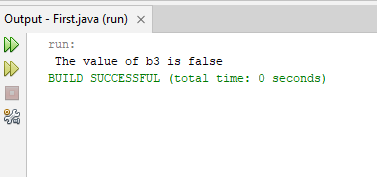 Output - First.java (run) ×
run:
The value of b3 is false
BUILD SUCCESSFUL (total time: 0 seconds)